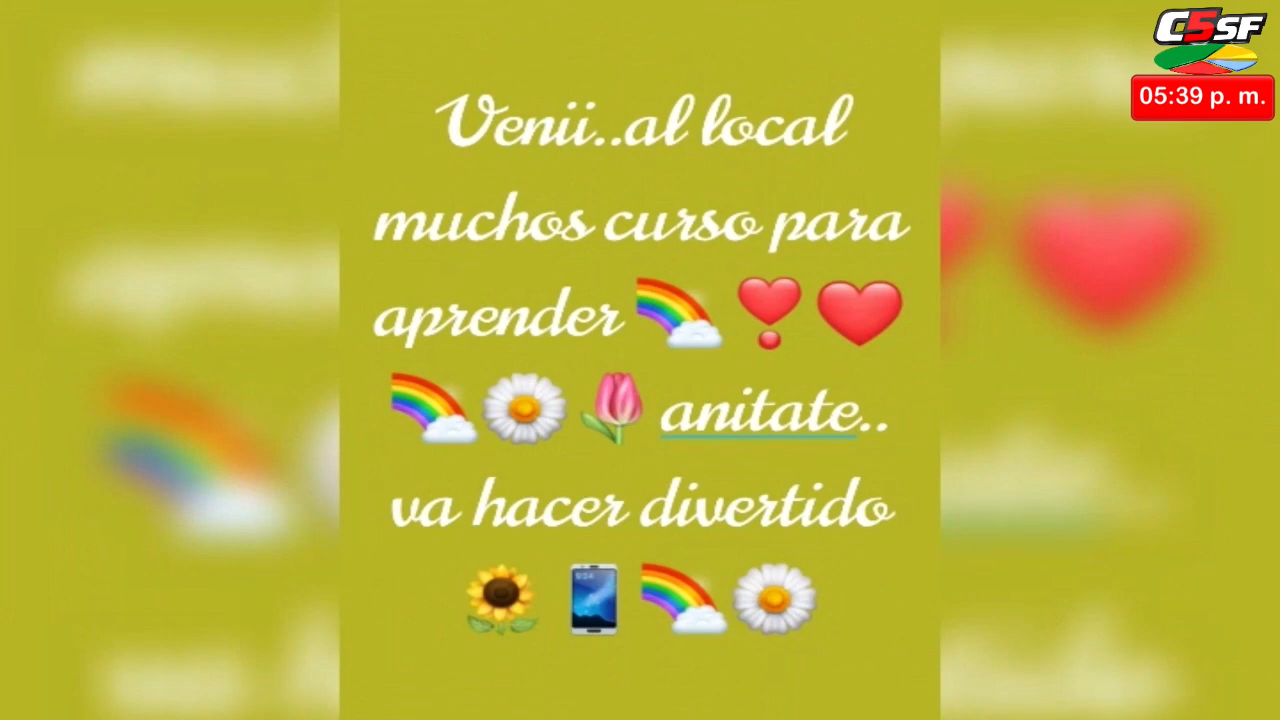 C5SF
05:39 p. m.
Venii..al local
muchos curso para
aprender 🌈 ❣️ ❤️
🌈 🌼 🌷 anitate..
va hacer divertido
🌻 📱 🌈 🌼